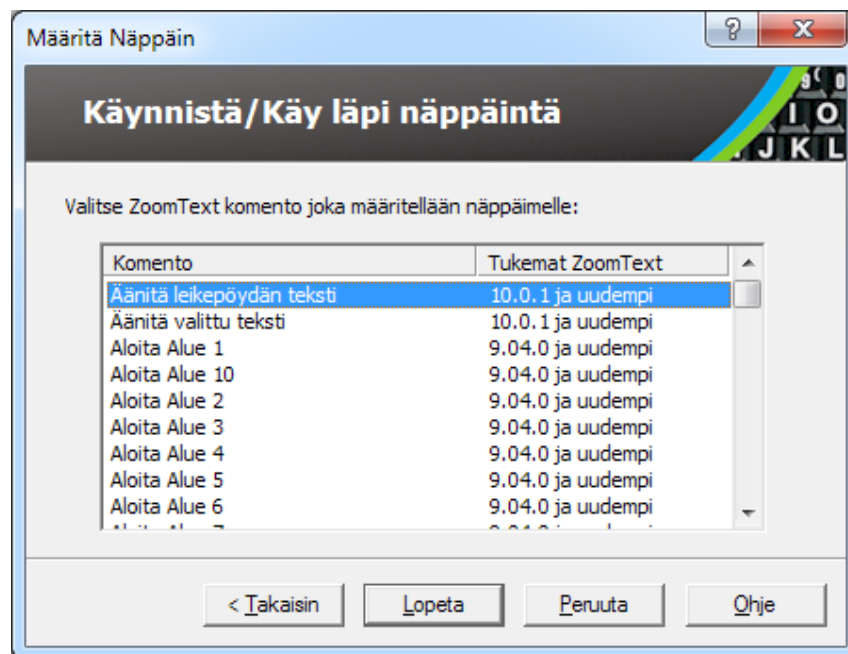 Määritä Näppäin
Käynnistä/Käy läpi näppäintä
I O
J K L
Valitse ZoomText komento joka määritellään näppäimelle:
Komento Tukemat ZoomText
Äänitä leikepöydän teksti 10.0.1 ja uudempi
Äänitä valittu teksti 10.0.1 ja uudempi
Aloita Alue 1 9.04.0 ja uudempi
Aloita Alue 10 9.04.0 ja uudempi
Aloita Alue 2 9.04.0 ja uudempi
Aloita Alue 3 9.04.0 ja uudempi
Aloita Alue 4 9.04.0 ja uudempi
Aloita Alue 5 9.04.0 ja uudempi
Aloita Alue 6 9.04.0 ja uudempi
< Takaisin Lopeta Peruuta Ohje